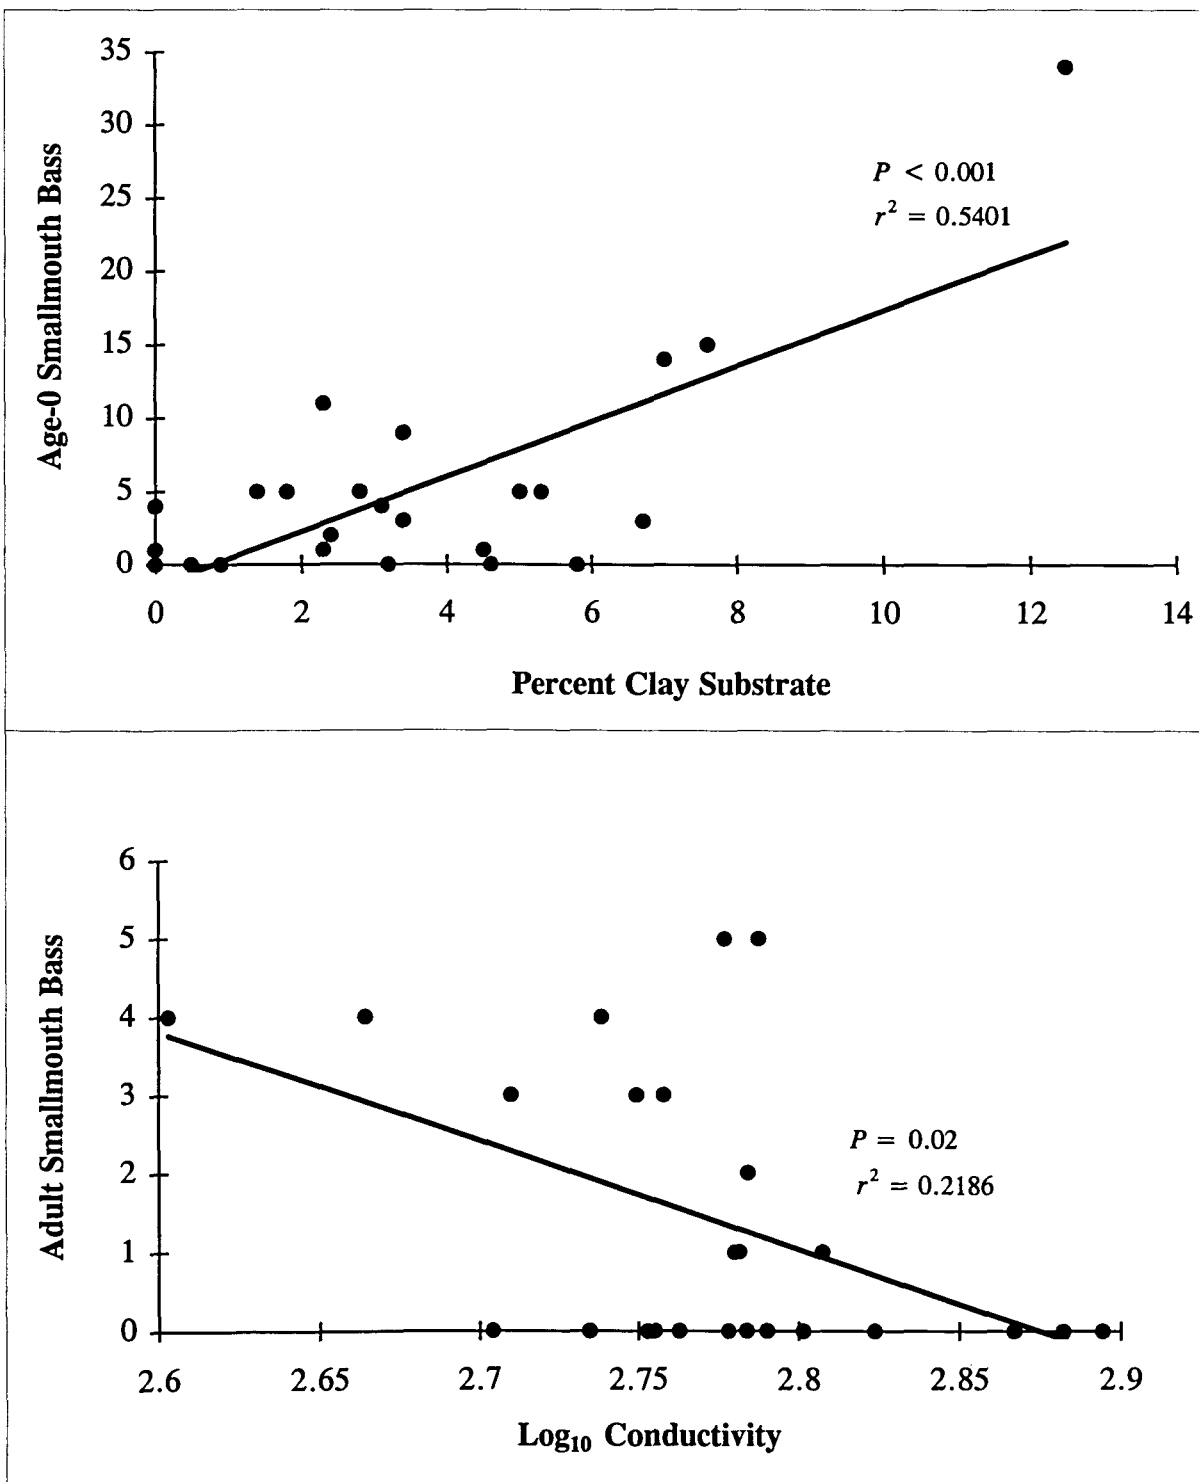 35
30
25
20
15
10
5
0
Age-0 Smallmouth Bass
P < 0.001
r² = 0.5401
0 2 4 6 8 10 12 14
Percent Clay Substrate
6
5
4
3
2
1
0
Adult Smallmouth Bass
P = 0.02
r² = 0.2186
2.6 2.65 2.7 2.75 2.8 2.85 2.9
Log₁₀ Conductivity